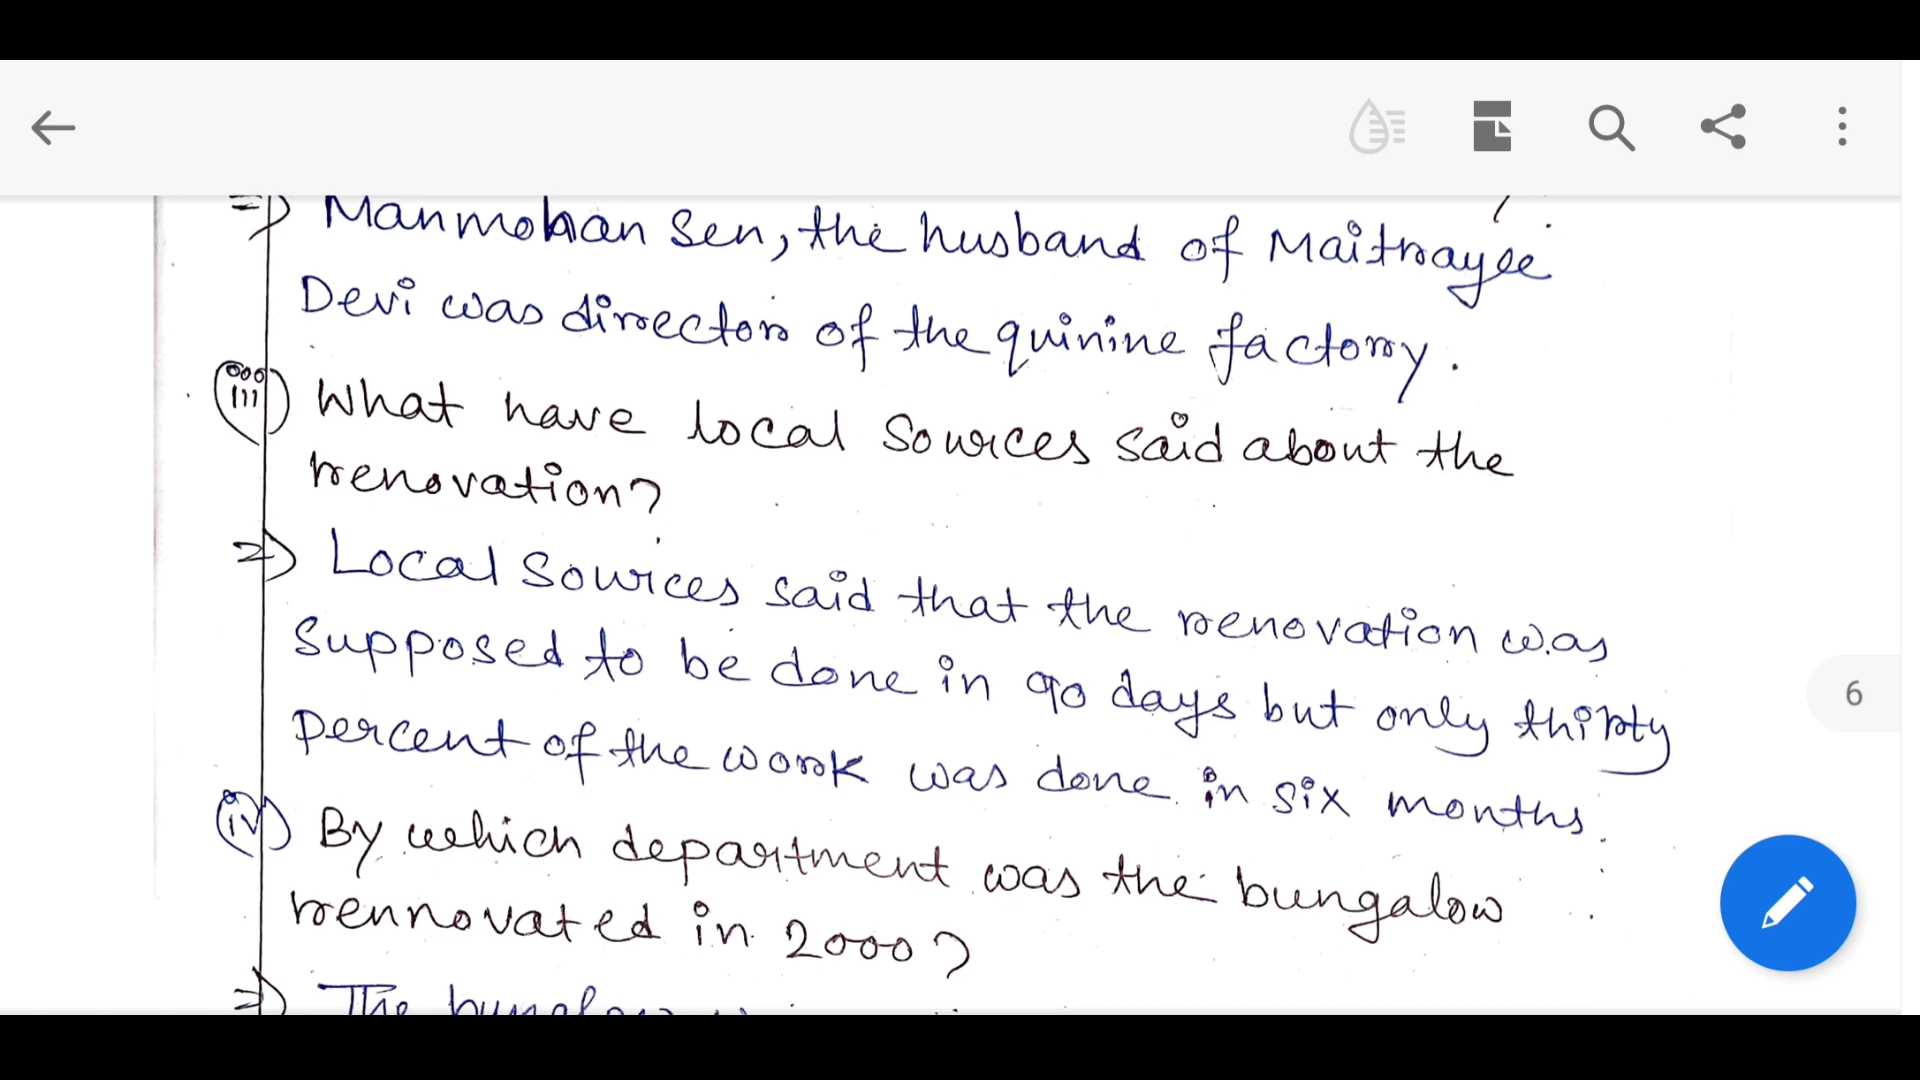 => Manmohan Sen, the husband of Maitrayee
Devi was director of the quinine factory.
(iii) What have local sources said about the
renovation?
=> Local sources said that the renovation was
supposed to be done in 90 days but only thirty
percent of the work was done in six months.
(iv) By which department was the bungalow
rennovated in 2000?
=> The
6